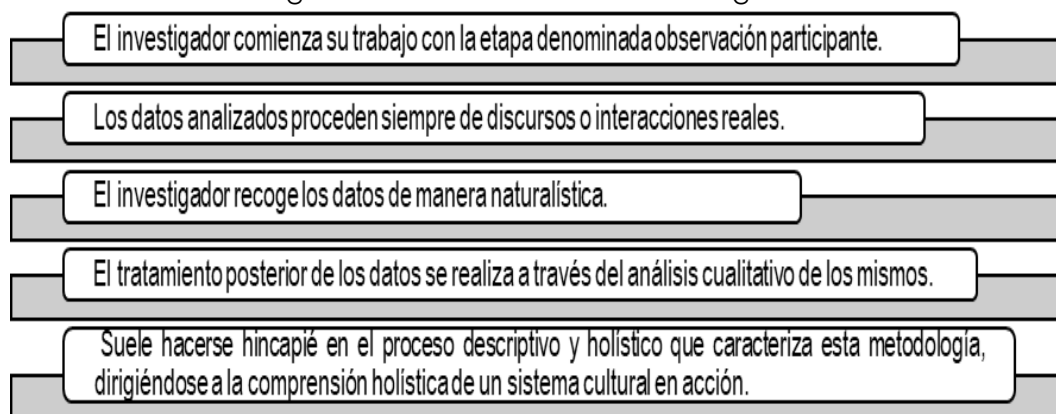 El investigador comienza su trabajo con la etapa denominada observación participante.
Los datos analizados proceden siempre de discursos o interacciones reales.
El investigador recoge los datos de manera naturalística.
El tratamiento posterior de los datos se realiza a través del análisis cualitativo de los mismos.
Suele hacerse hincapié en el proceso descriptivo y holístico que caracteriza esta metodología,
dirigiéndose a la comprensión holística de un sistema cultural en acción.